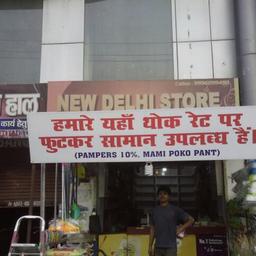 हाल
कार्य हेतु
NEW DELHI STORE
हमारे यहाँ थोक रेट पर
फुटकर सामान उपलब्ध हैं।
(PAMPERS 10%, MAMI POKO PANT)